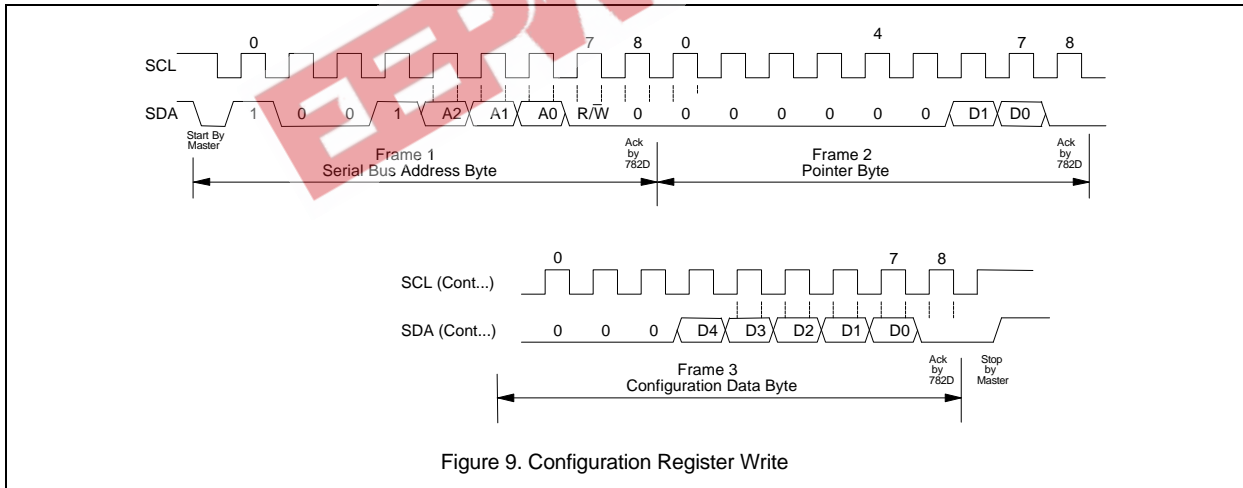 0 7 8 0 4 7 8
SCL
SDA 1 0 0 1 A2 A1 A0 R/W̅ 0 0 0 0 0 0 0 D1 D0
Start By
Master
Ack
by
782D
Ack
by
782D
Frame 1
Serial Bus Address Byte
Frame 2
Pointer Byte
0 7 8
SCL (Cont...)
SDA (Cont...) 0 0 0 D4 D3 D2 D1 D0
Ack
by
782D
Stop
by
Master
Frame 3
Configuration Data Byte
Figure 9. Configuration Register Write